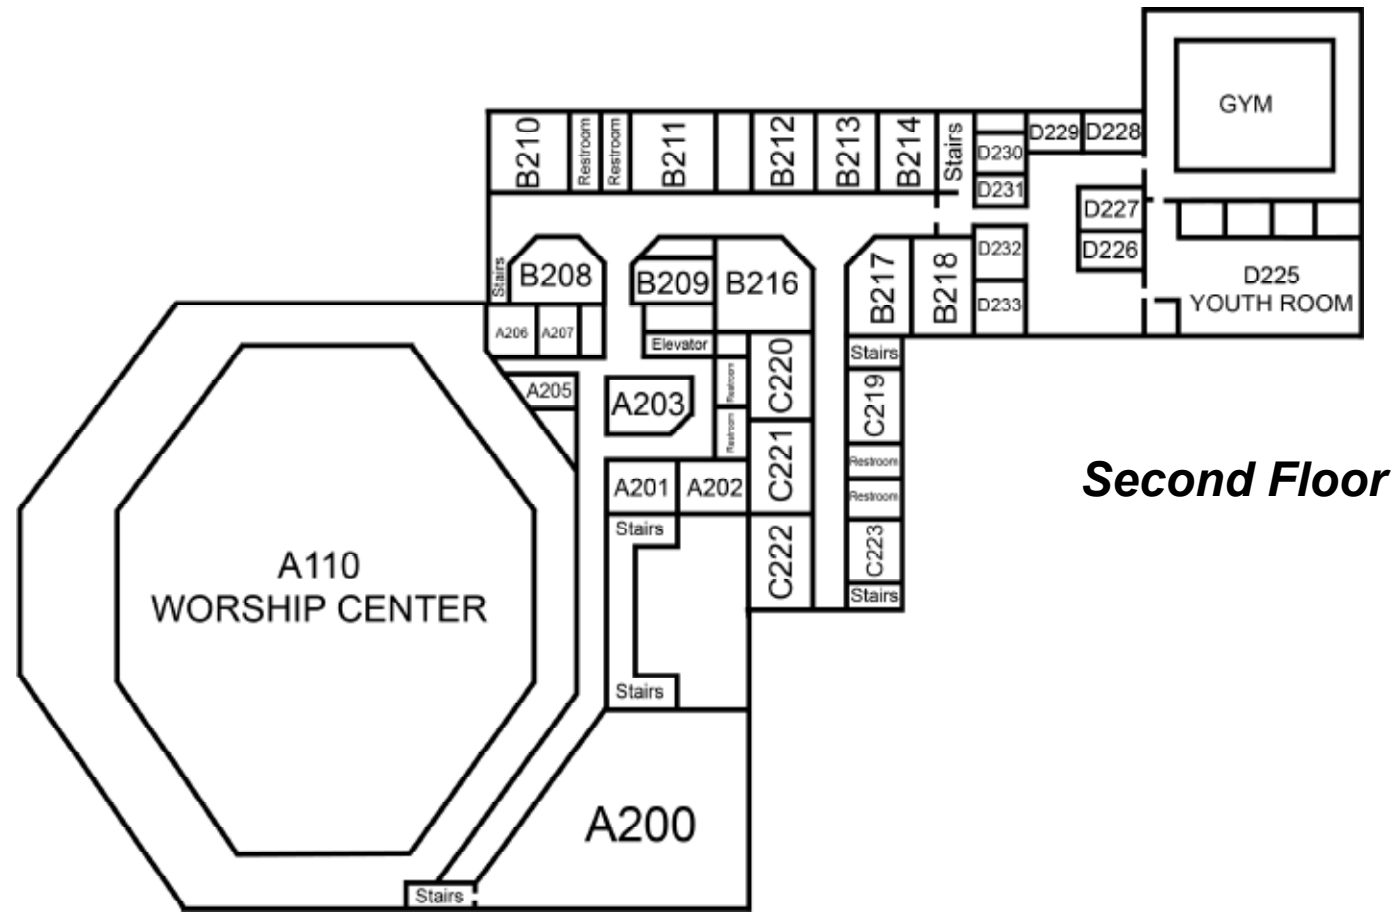 GYM
B210
Restroom
Restroom
B211
B212
B213
B214
Stairs
D230
D231
D229
D228
D227
D226
D225
YOUTH ROOM
Stairs
B208
B209
B216
B217
B218
D232
D233
A206
A207
Elevator
Stairs
A205
A203
Restroom
Restroom
C220
C219
C221
Restroom
Restroom
A201
A202
Second Floor
Stairs
C222
C223
Stairs
A110
WORSHIP CENTER
Stairs
A200
Stairs